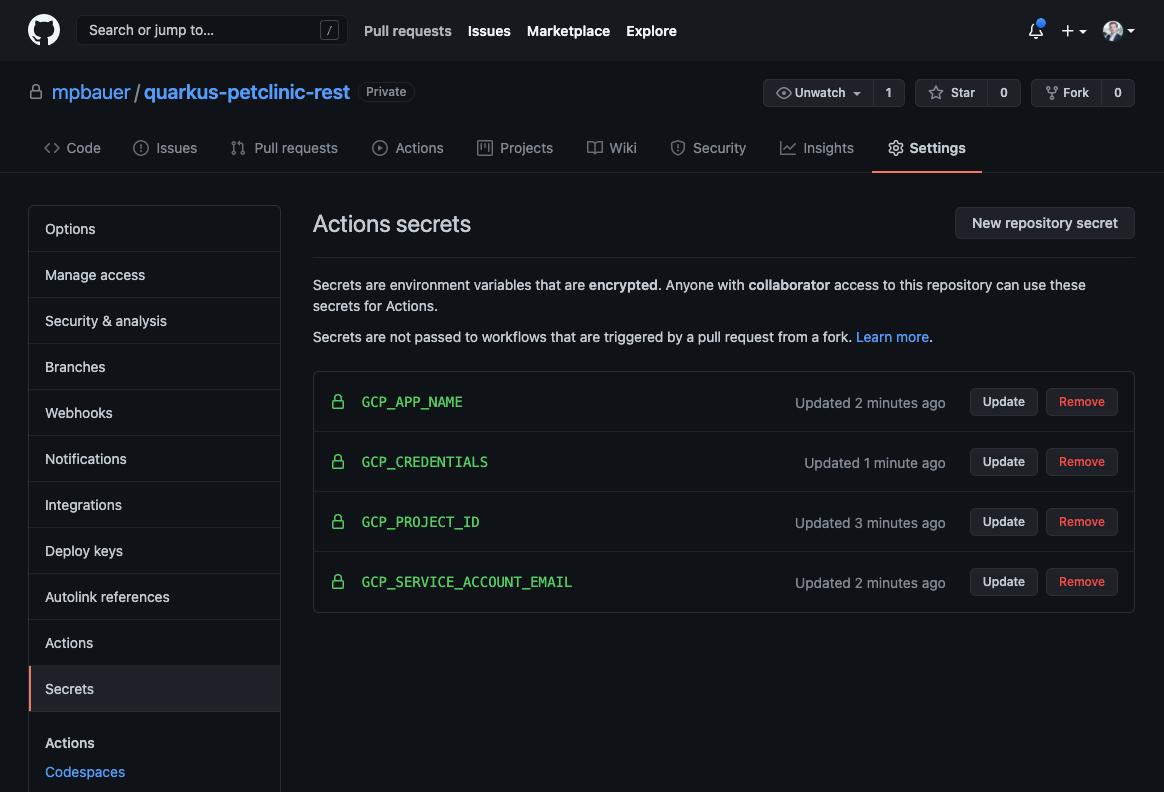 Search or jump to... /
Pull requests Issues Marketplace Explore
mpbauer / quarkus-petclinic-rest Private
Unwatch 1 Star 0 Fork 0
Code Issues Pull requests Actions Projects Wiki Security Insights Settings
Options
Manage access
Security & analysis
Branches
Webhooks
Notifications
Integrations
Deploy keys
Autolink references
Actions
Secrets
Actions
Codespaces
Actions secrets
New repository secret
Secrets are environment variables that are encrypted. Anyone with collaborator access to this repository can use these
secrets for Actions.
Secrets are not passed to workflows that are triggered by a pull request from a fork. Learn more.
GCP_APP_NAME Updated 2 minutes ago Update Remove
GCP_CREDENTIALS Updated 1 minute ago Update Remove
GCP_PROJECT_ID Updated 3 minutes ago Update Remove
GCP_SERVICE_ACCOUNT_EMAIL Updated 2 minutes ago Update Remove